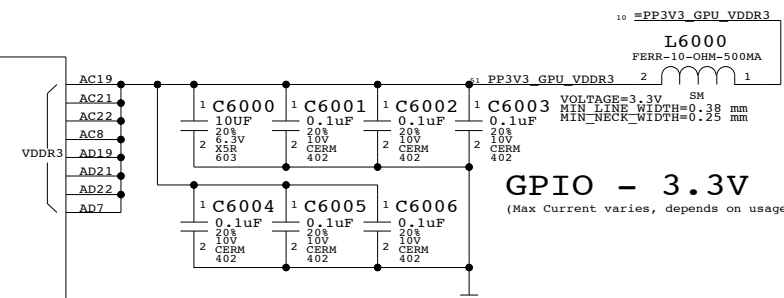 10 =PP3V3_GPU_VDDR3
L6000
FERR-10-OHM-500MA
2 1
SM
51 PP3V3_GPU_VDDR3
VOLTAGE=3.3V
MIN_LINE_WIDTH=0.38 mm
MIN_NECK_WIDTH=0.25 mm
VDDR3
AC19
AC21
AC22
AC8
AD19
AD21
AD22
AD7
1 C6000
10UF
20%
6.3V
2 X5R
603
1 C6001
0.1uF
20%
10V
2 CERM
402
1 C6002
0.1uF
20%
10V
2 CERM
402
1 C6003
0.1uF
20%
10V
2 CERM
402
GPIO - 3.3V
(Max Current varies, depends on usage
1 C6004
0.1uF
20%
10V
2 CERM
402
1 C6005
0.1uF
20%
10V
2 CERM
402
1 C6006
0.1uF
20%
10V
2 CERM
402